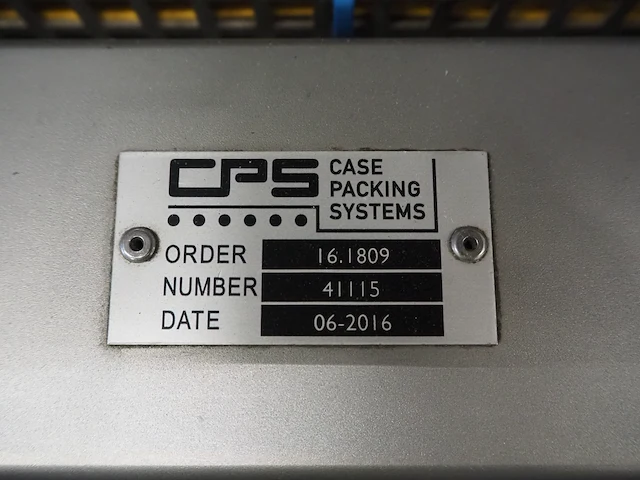 CPS
CASE
PACKING
SYSTEMS
ORDER 16.1809
NUMBER 41115
DATE 06-2016